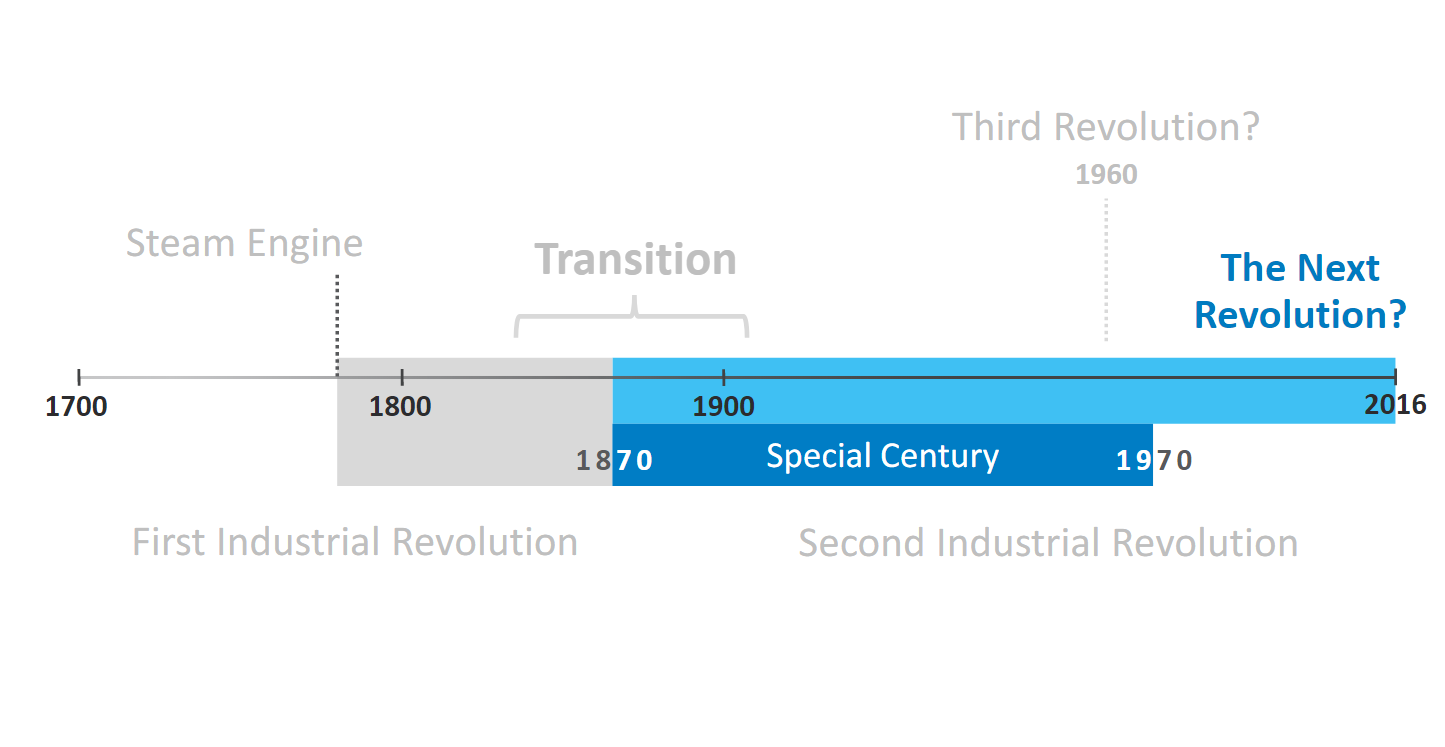 Third Revolution?
1960
Steam Engine
Transition
The Next
Revolution?
1700
1800
1900
2016
1870
Special Century
1970
First Industrial Revolution
Second Industrial Revolution